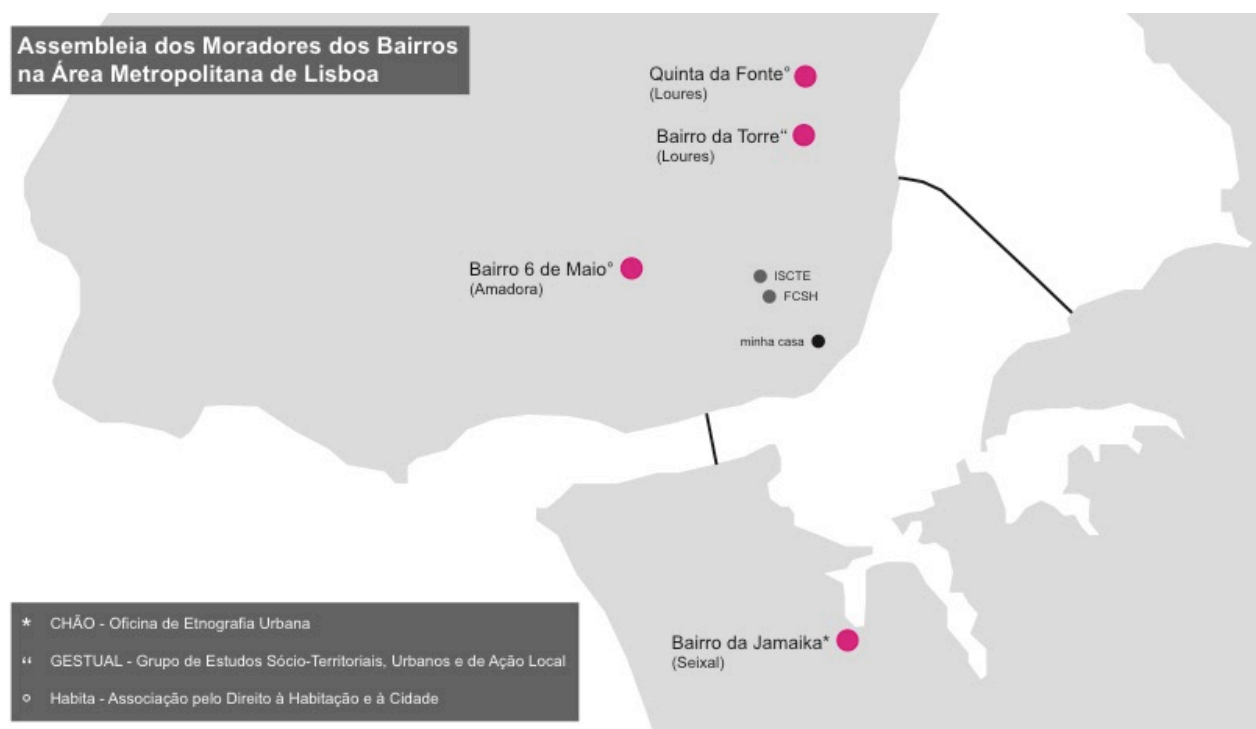 Assembleia dos Moradores dos Bairros
na Área Metropolitana de Lisboa
Quinta da Fonte°
(Loures)
Bairro da Torre“
(Loures)
Bairro 6 de Maio°
(Amadora)
ISCTE
FCSH
minha casa
Bairro da Jamaika*
(Seixal)
* CHÃO - Oficina de Etnografia Urbana
“ GESTUAL - Grupo de Estudos Sócio-Territoriais, Urbanos e de Ação Local
° Habita - Associação pelo Direito à Habitação e à Cidade